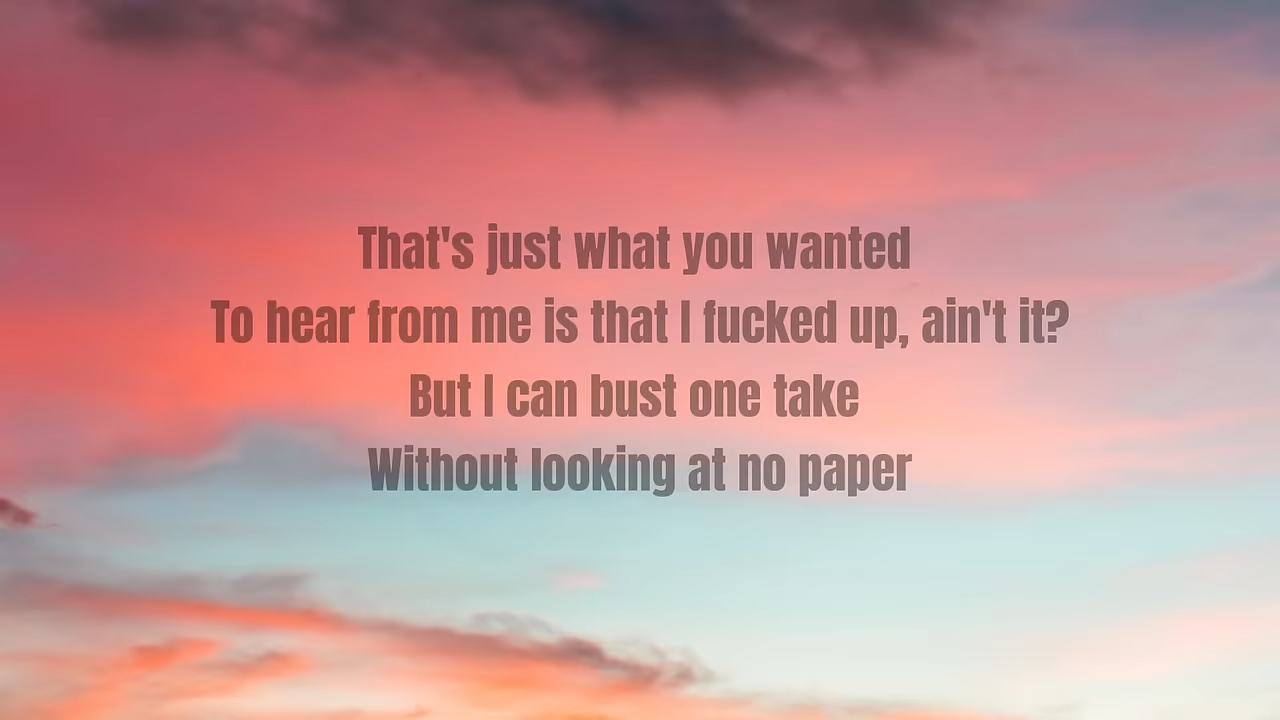 That's just what you wanted
To hear from me is that I fucked up, ain't it?
But I can bust one take
Without looking at no paper